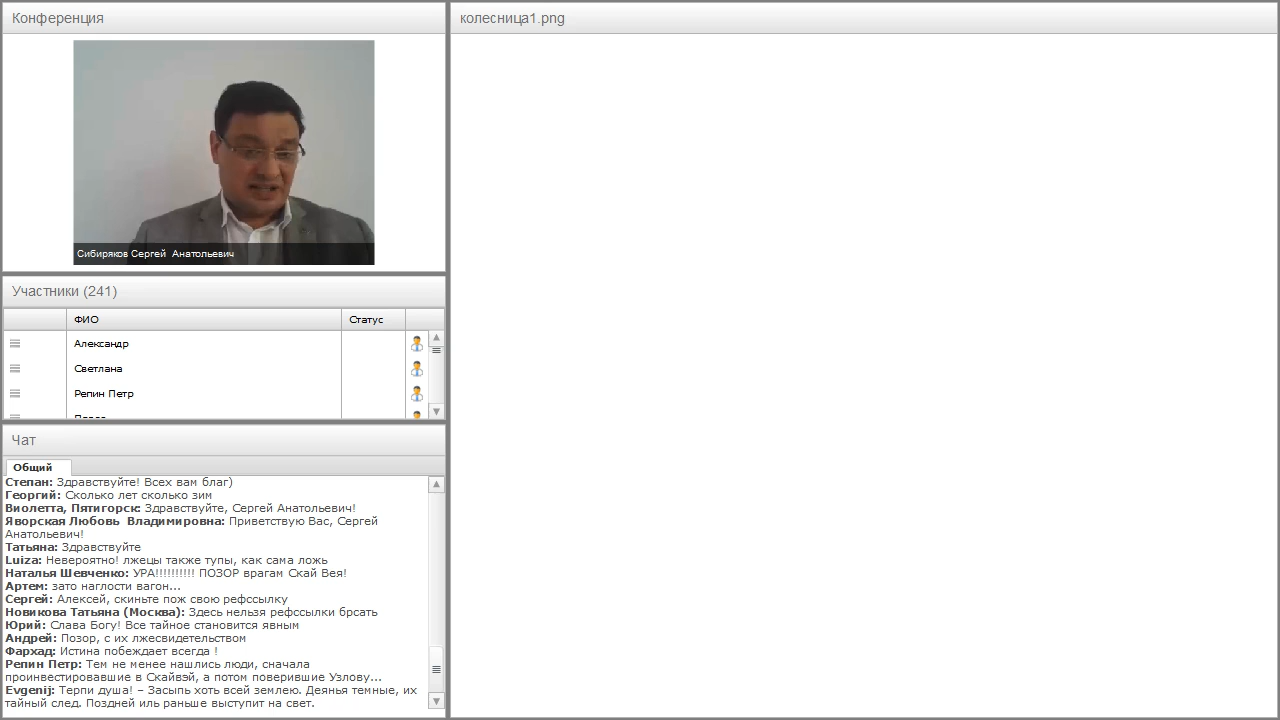 Конференция
колесница1.png
Сибиряков Сергей Анатольевич
Участники (241)
ФИО
Статус
Александр
Светлана
Репин Петр
Чат
Общий
Степан: Здравствуйте! Всех вам благ)
Георгий: Сколько лет сколько зим
Виолетта, Пятигорск: Здравствуйте, Сергей Анатольевич!
Яворская Любовь Владимировна: Приветствую Вас, Сергей
Анатольевич!
Татьяна: Здравствуйте
Luiza: Невероятно! лжецы также тупы, как сама ложь
Наталья Шевченко: УРА!!!!!!!!!! ПОЗОР врагам Скай Вея!
Артем: зато наглости вагон...
Сергей: Алексей, скиньте пож свою рефссылку
Новикова Татьяна (Москва): Здесь нельзя рефссылки брсать
Юрий: Слава Богу! Все тайное становится явным
Андрей: Позор, с их лжесвидетельством
Фархад: Истина побеждает всегда !
Репин Петр: Тем не менее нашлись люди, сначала
проинвестировавшие в Скайвэй, а потом поверившие Узлову...
Evgenij: Терпи душа! – Засыпь хоть всей землею. Деянья темные, их
тайный след. Поздней иль раньше выступит на свет.